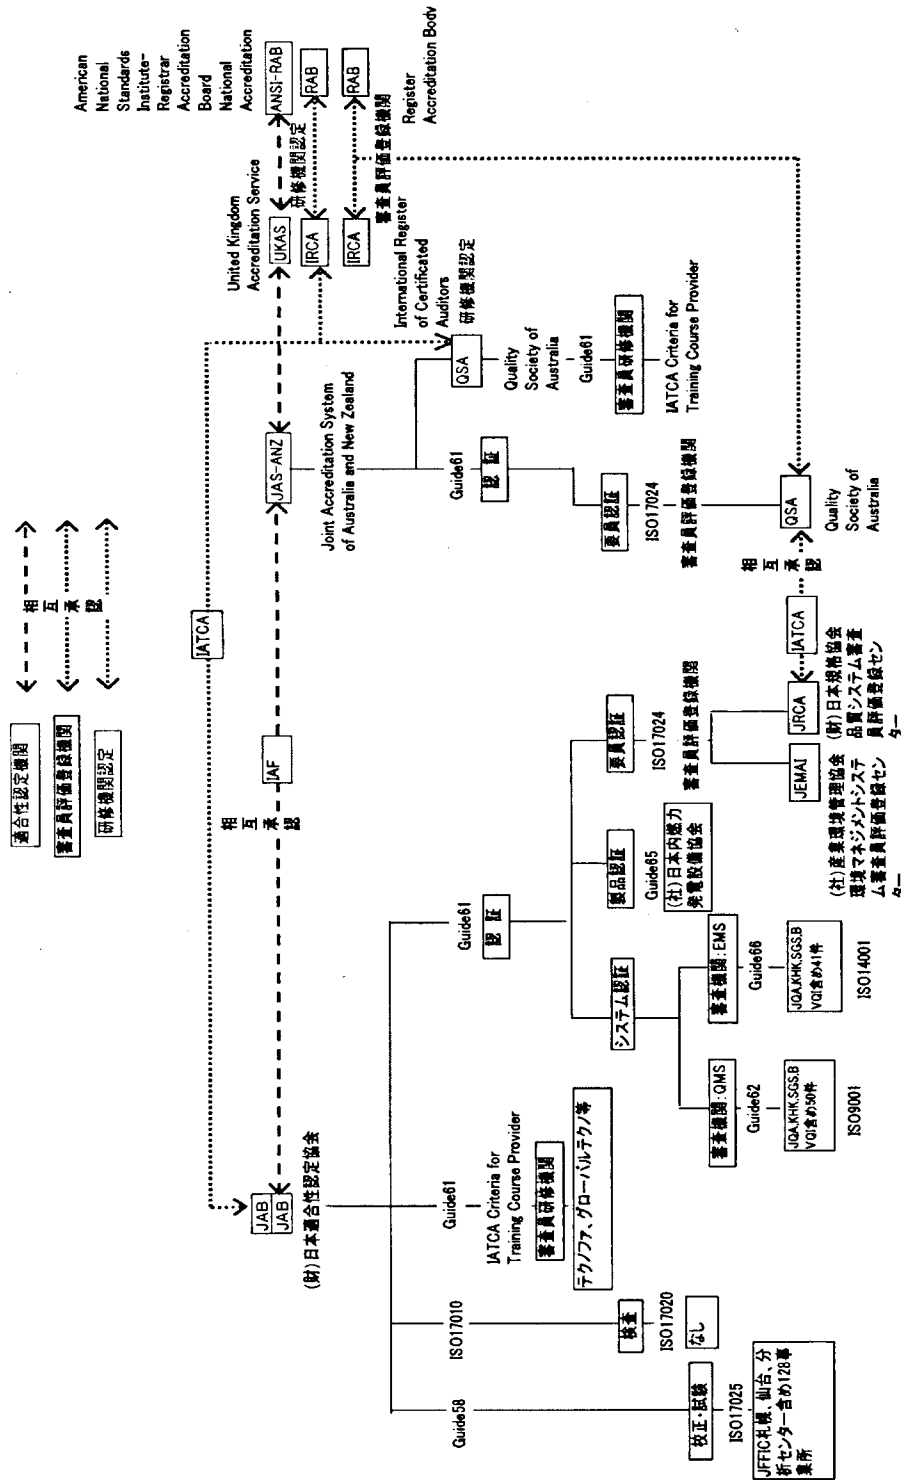 適合性認定機関
審査員評価登録機関
研修機関認定
相互承認
IATCA
相互承認
IAF
JAB
JAB
(財)日本適合性認定協会
Guide58
校正・試験
ISO17025
JFFIC札幌、仙台、分
析センター含め128事
業所
ISO17010
検査
ISO17020
なし
Guide61
IATCA Criteria for
Training Course Provider
審査員研修機関
テクノファ、グローバルテクノ等
Guide61
認 証
システム認証
審査機関:QMS
Guide62
JQA,KHK,SGS,B
VQI含め50件
ISO9001
審査機関:EMS
Guide66
JQA,KHK,SGS,B
VQI含め41件
ISO14001
製品認証
Guide65
(社)日本内燃力
発電設備協会
要員認証
ISO17024
審査員評価登録機関
JEMAI
(社)産業環境管理協会
環境マネジメントシステ
ム審査員評価登録セン
ター
JRCA
(財)日本規格協会
品質システム審査
員評価登録セン
ター
IATCA
相互承認
JAS-ANZ
Joint Accreditation System
of Australia and New Zealand
Guide61
認 証
要員認証
ISO17024
審査員評価登録機関
QSA
Quality
Society of
Australia
QSA
研修機関認定
Quality
Society of
Australia
Guide61
審査員研修機関
IATCA Criteria for
Training Course Provider
United Kingdom
Accreditation Service
UKAS
IRCA
研修機関認定
IRCA
審査員評価登録機関
International Register
of Certificated
Auditors
American
National
Standards
Institute-
Registrar
Accreditation
Board
National
Accreditation
ANSI-RAB
RAB
RAB
Register
Accreditation Body